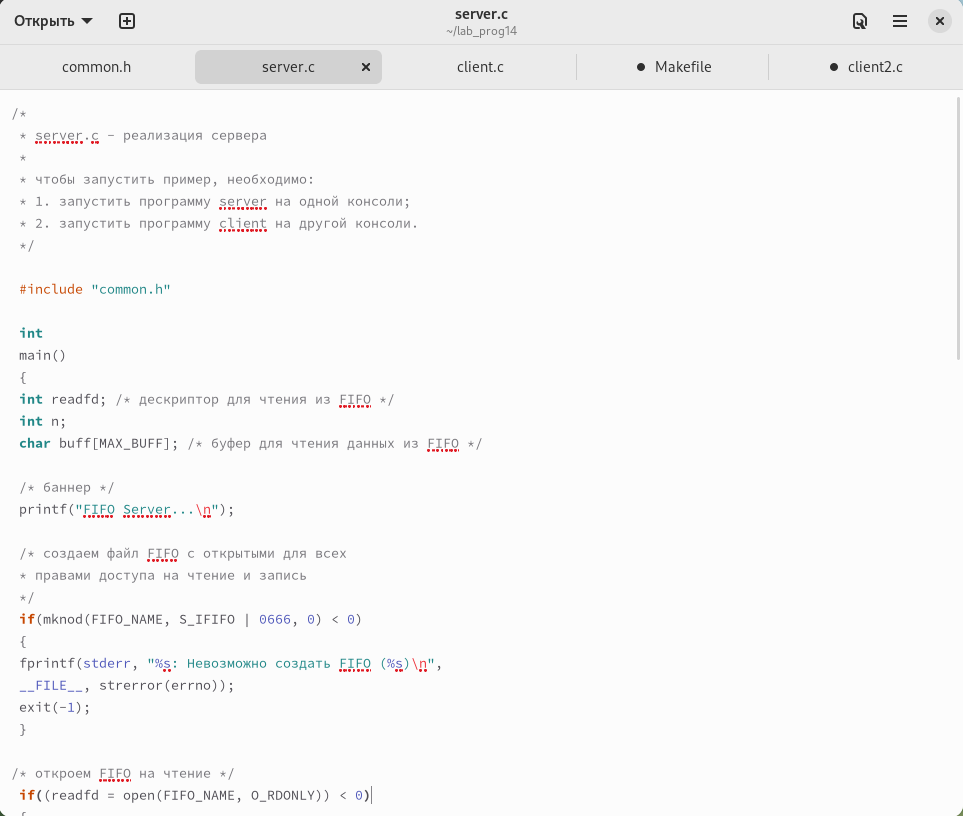 Открыть
server.c
~/lab_prog14
common.h
server.c
client.c
Makefile
client2.c
/*
* server.c - реализация сервера
*
* чтобы запустить пример, необходимо:
* 1. запустить программу server на одной консоли;
* 2. запустить программу client на другой консоли.
*/
#include "common.h"
int
main()
{
int readfd; /* дескриптор для чтения из FIFO */
int n;
char buff[MAX_BUFF]; /* буфер для чтения данных из FIFO */
/* баннер */
printf("FIFO Server...\n");
/* создаем файл FIFO с открытыми для всех
* правами доступа на чтение и запись
*/
if(mknod(FIFO_NAME, S_IFIFO | 0666, 0) < 0)
{
fprintf(stderr, "%s: Невозможно создать FIFO (%s)\n",
__FILE__, strerror(errno));
exit(-1);
}
/* откроем FIFO на чтение */
if((readfd = open(FIFO_NAME, O_RDONLY)) < 0)
{